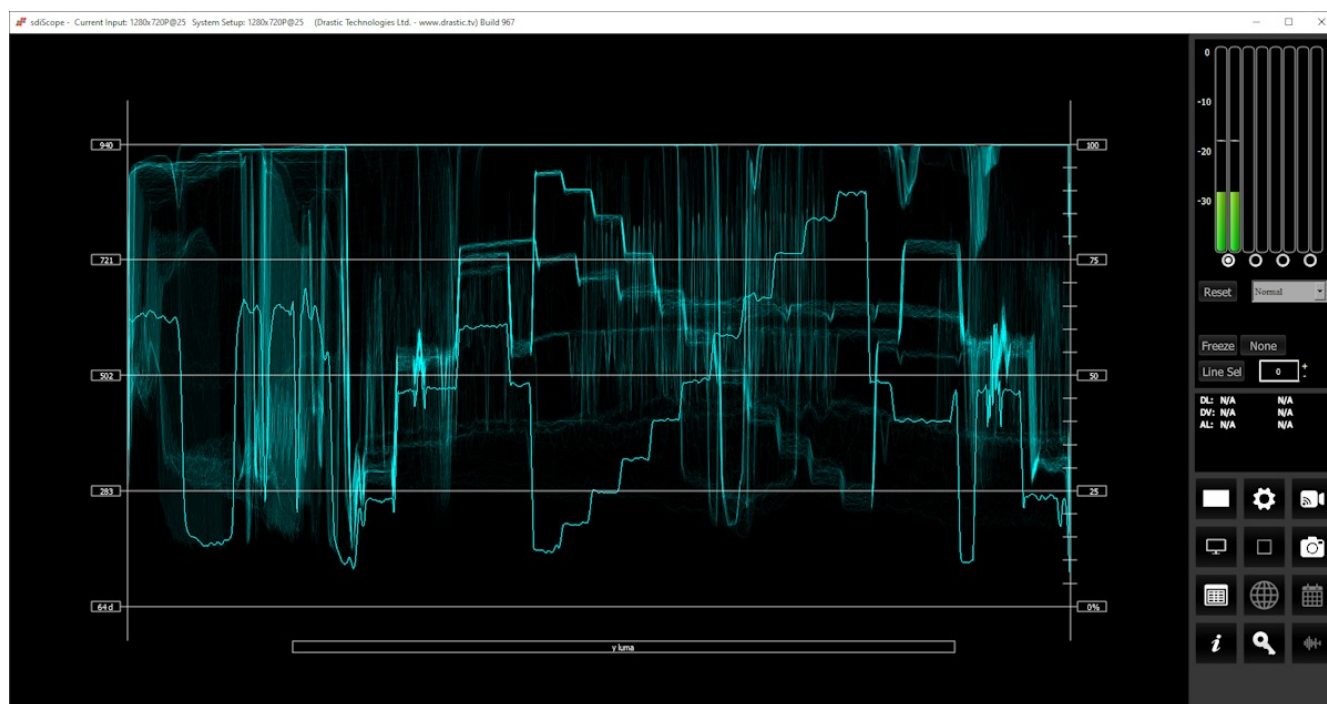 sdiScope - Current Input: 1280x720P@25 System Setup: 1280x720P@25 (Drastic Technologies Ltd. - www.drastic.tv) Build 967
0
-10
-20
-30
940
100
721
75
502
50
283
25
64 d
0%
y luma
Reset
Normal
Freeze
None
Line Sel
0
+
-
DL: N/A N/A
DV: N/A N/A
AL: N/A N/A
i